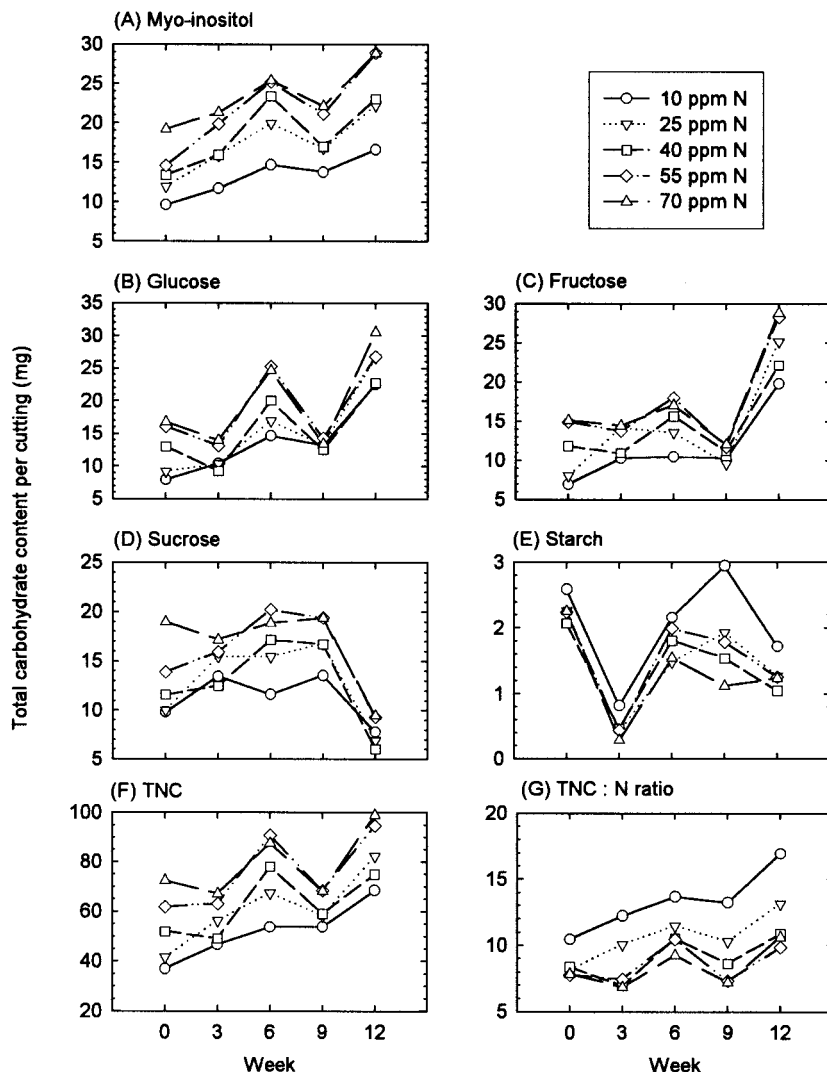 (A) Myo-inositol
30
25
20
15
10
5
10 ppm N
25 ppm N
40 ppm N
55 ppm N
70 ppm N
(B) Glucose
35
30
25
20
15
10
5
(C) Fructose
30
25
20
15
10
5
Total carbohydrate content per cutting (mg)
(D) Sucrose
25
20
15
10
5
(E) Starch
3
2
1
0
(F) TNC
100
80
60
40
20
0 3 6 9 12
Week
(G) TNC : N ratio
20
15
10
5
0 3 6 9 12
Week